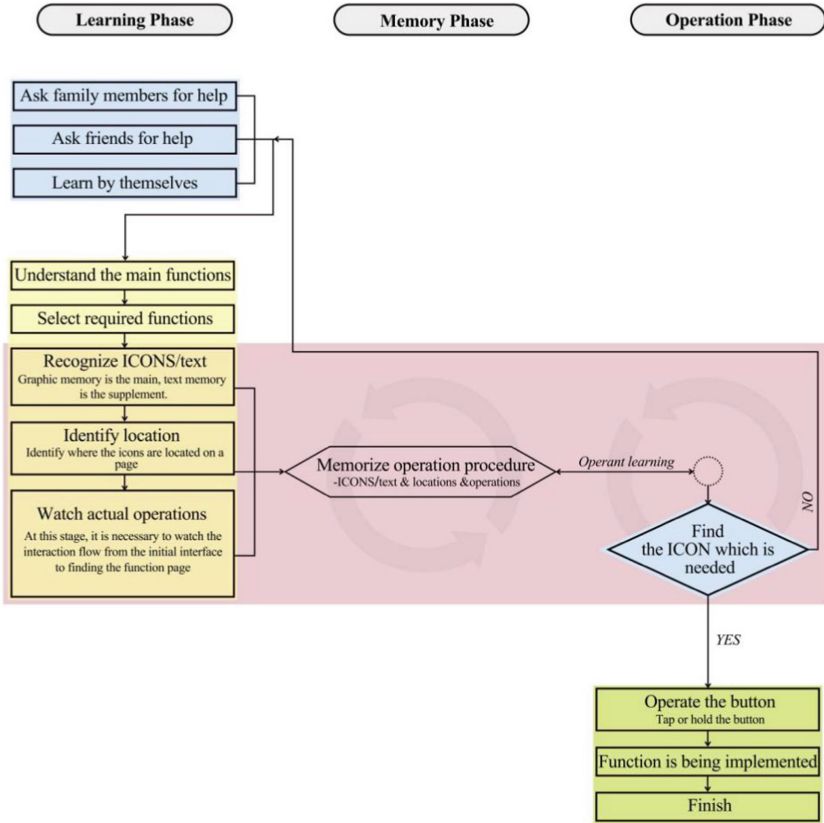 Learning Phase
Memory Phase
Operation Phase
Ask family members for help
Ask friends for help
Learn by themselves
Understand the main functions
Select required functions
Recognize ICONS/text
Graphic memory is the main, text memory
is the supplement.
Identify location
Identify where the icons are located on a
page
Watch actual operations
At this stage, it is necessary to watch the
interaction flow from the initial interface
to finding the function page
Memorize operation procedure
-ICONS/text & locations &operations
Operant learning
Find
the ICON which is
needed
NO
YES
Operate the button
Tap or hold the button
Function is being implemented
Finish